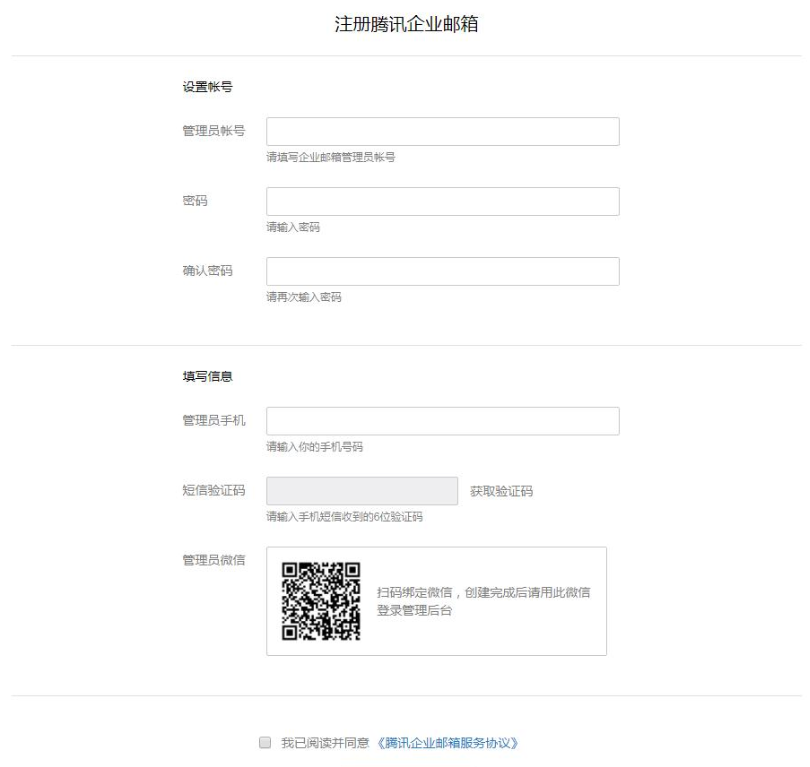 注册腾讯企业邮箱
设置帐号
管理员帐号
请填写企业邮箱管理员帐号
密码
请输入密码
确认密码
请再次输入密码
填写信息
管理员手机
请输入你的手机号码
短信验证码 获取验证码
请输入手机短信收到的6位验证码
管理员微信
扫码绑定微信，创建完成后请用此微信
登录管理后台
我已阅读并同意 《腾讯企业邮箱服务协议》